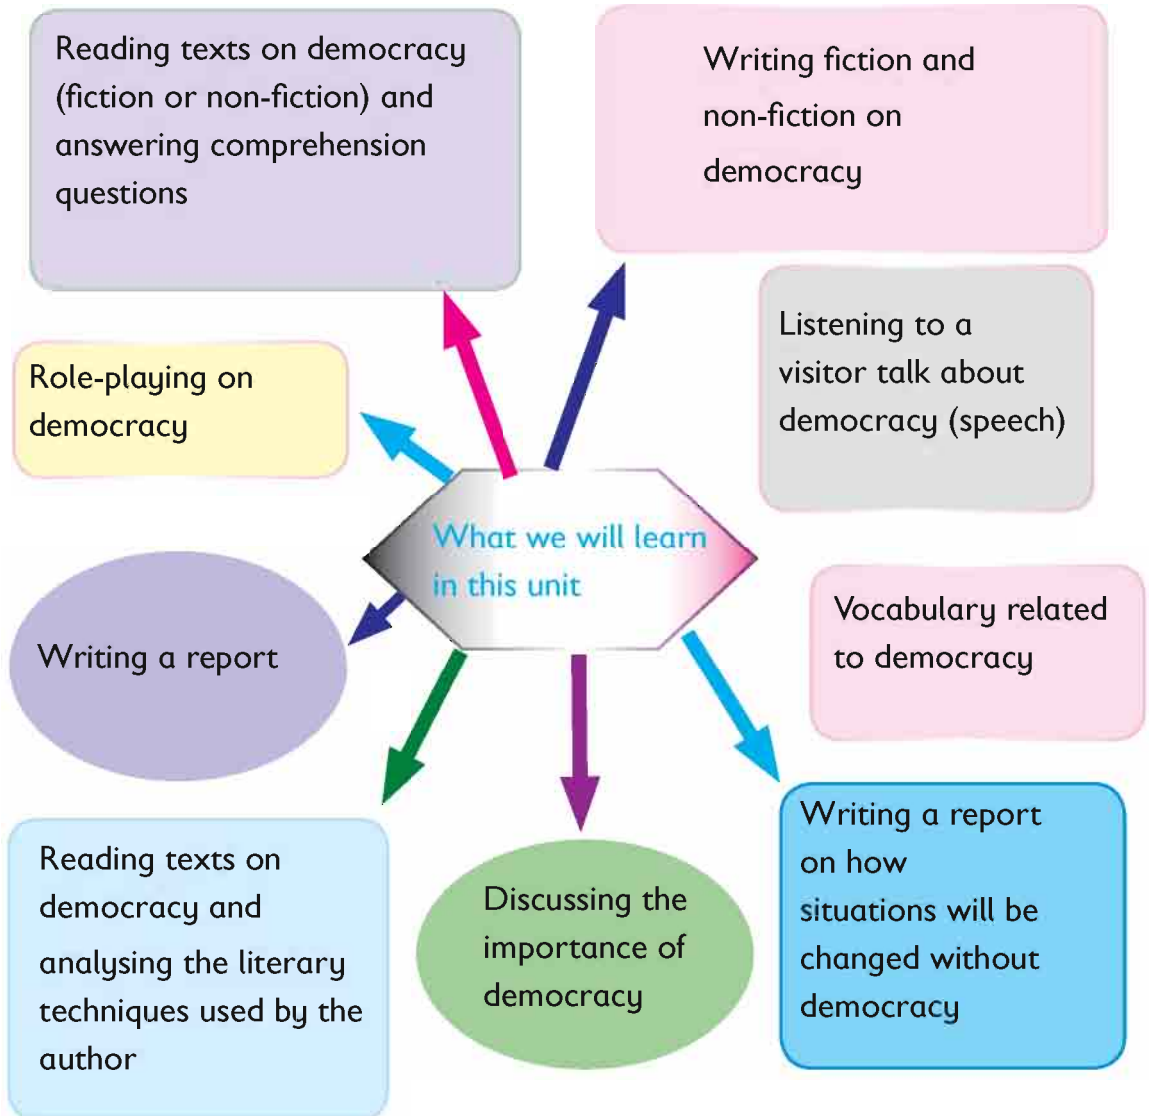 Reading texts on democracy
(fiction or non-fiction) and
answering comprehension
questions
Writing fiction and
non-fiction on
democracy
Listening to a
visitor talk about
democracy (speech)
Role-playing on
democracy
What we will learn
in this unit
Vocabulary related
to democracy
Writing a report
Reading texts on
democracy and
analysing the literary
techniques used by the
author
Discussing the
importance of
democracy
Writing a report
on how
situations will be
changed without
democracy